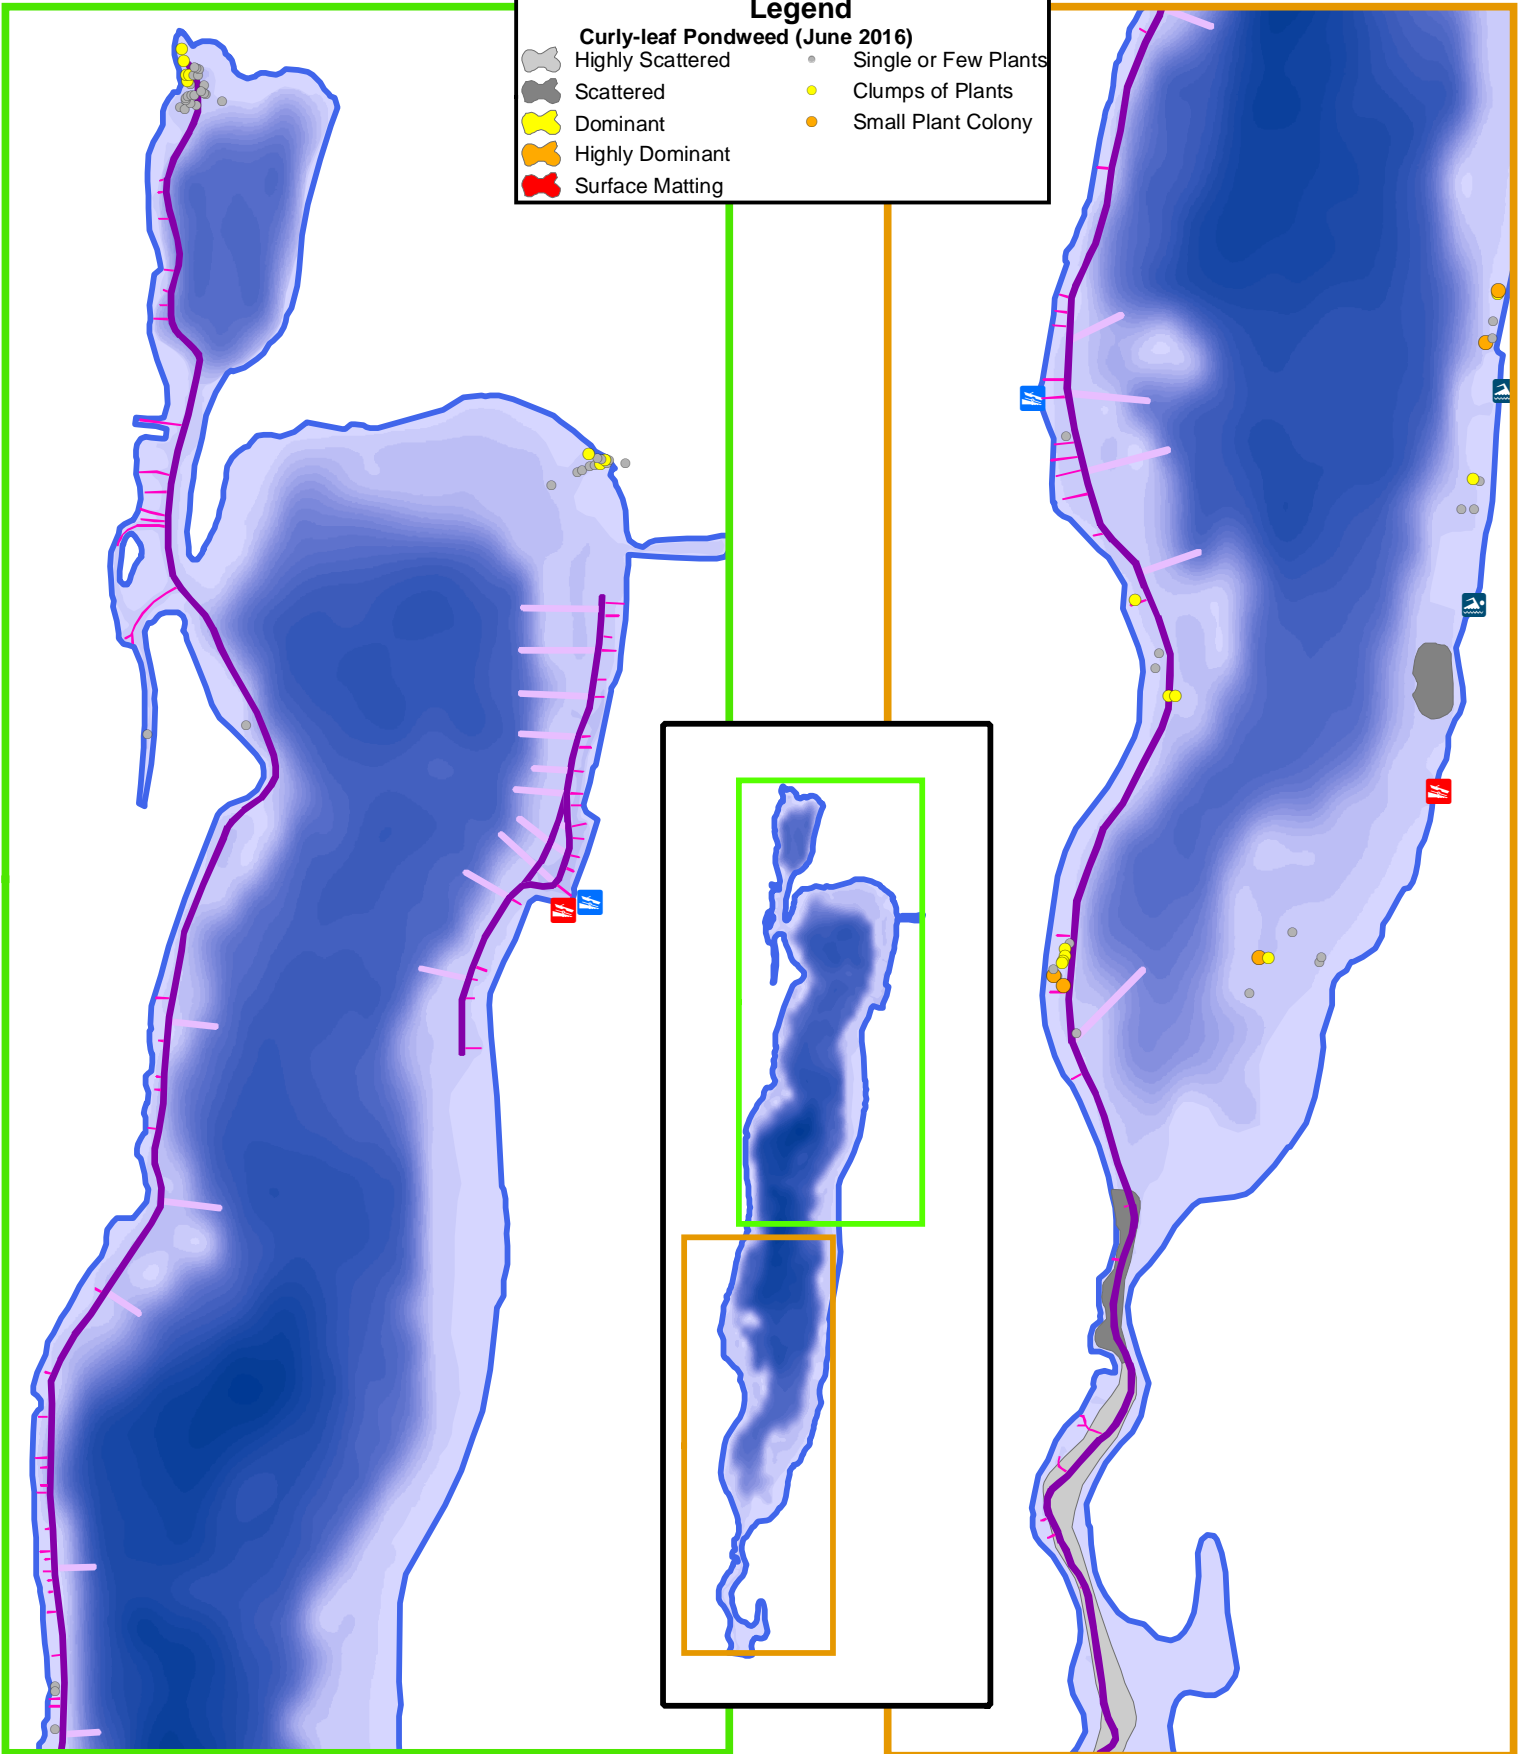 Legend
Curly-leaf Pondweed (June 2016)
Highly Scattered
Scattered
Dominant
Highly Dominant
Surface Matting
Single or Few Plants
Clumps of Plants
Small Plant Colony